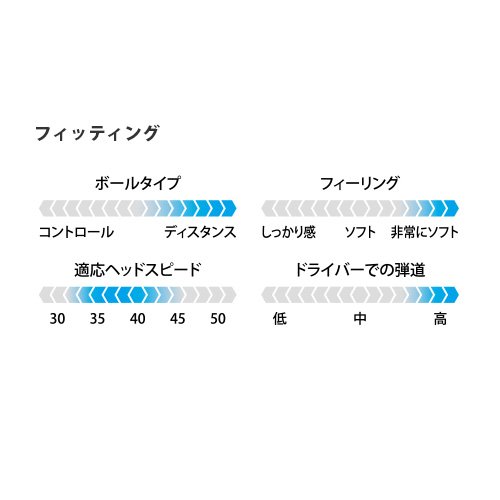 フィッティング
ボールタイプ
コントロール ディスタンス
フィーリング
しっかり感 ソフト 非常にソフト
適応ヘッドスピード
30 35 40 45 50
ドライバーでの弾道
低 中 高